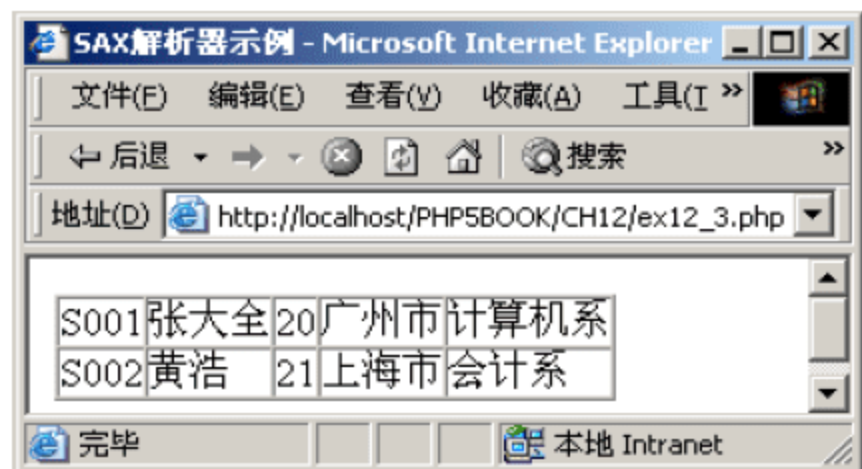 SAX解析器示例 - Microsoft Internet Explorer
文件(F) 编辑(E) 查看(V) 收藏(A) 工具(T »
后退 搜索 »
地址(D) http://localhost/PHP5BOOK/CH12/ex12_3.php
S001 张大全 20 广州市 计算机系
S002 黄浩 21 上海市 会计系
完毕 本地 Intranet